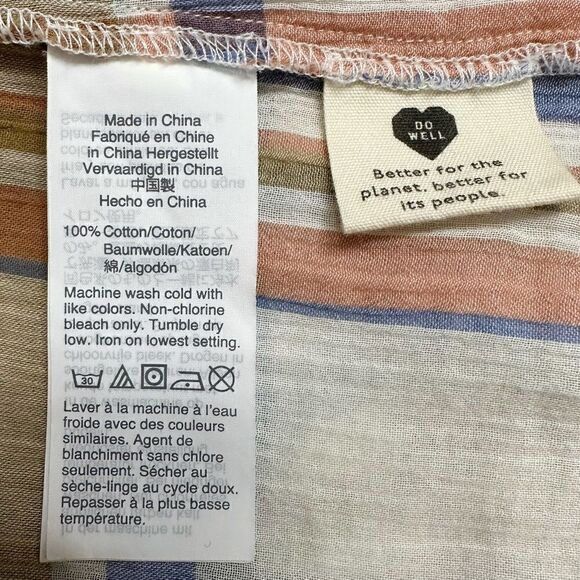 Made in China
Fabriqué en Chine
in China Hergestellt
Vervaardigd in China
中国製
Hecho en China
100% Cotton/Coton/
Baumwolle/Katoen/
綿/algodón
Machine wash cold with
like colors. Non-chlorine
bleach only. Tumble dry
low. Iron on lowest setting.
30
Laver à la machine à l'eau
froide avec des couleurs
similaires. Agent de
blanchiment sans chlore
seulement. Sécher au
sèche-linge au cycle doux.
Repasser à la plus basse
température.
DO
WELL
Better for the
planet, better for
its people.